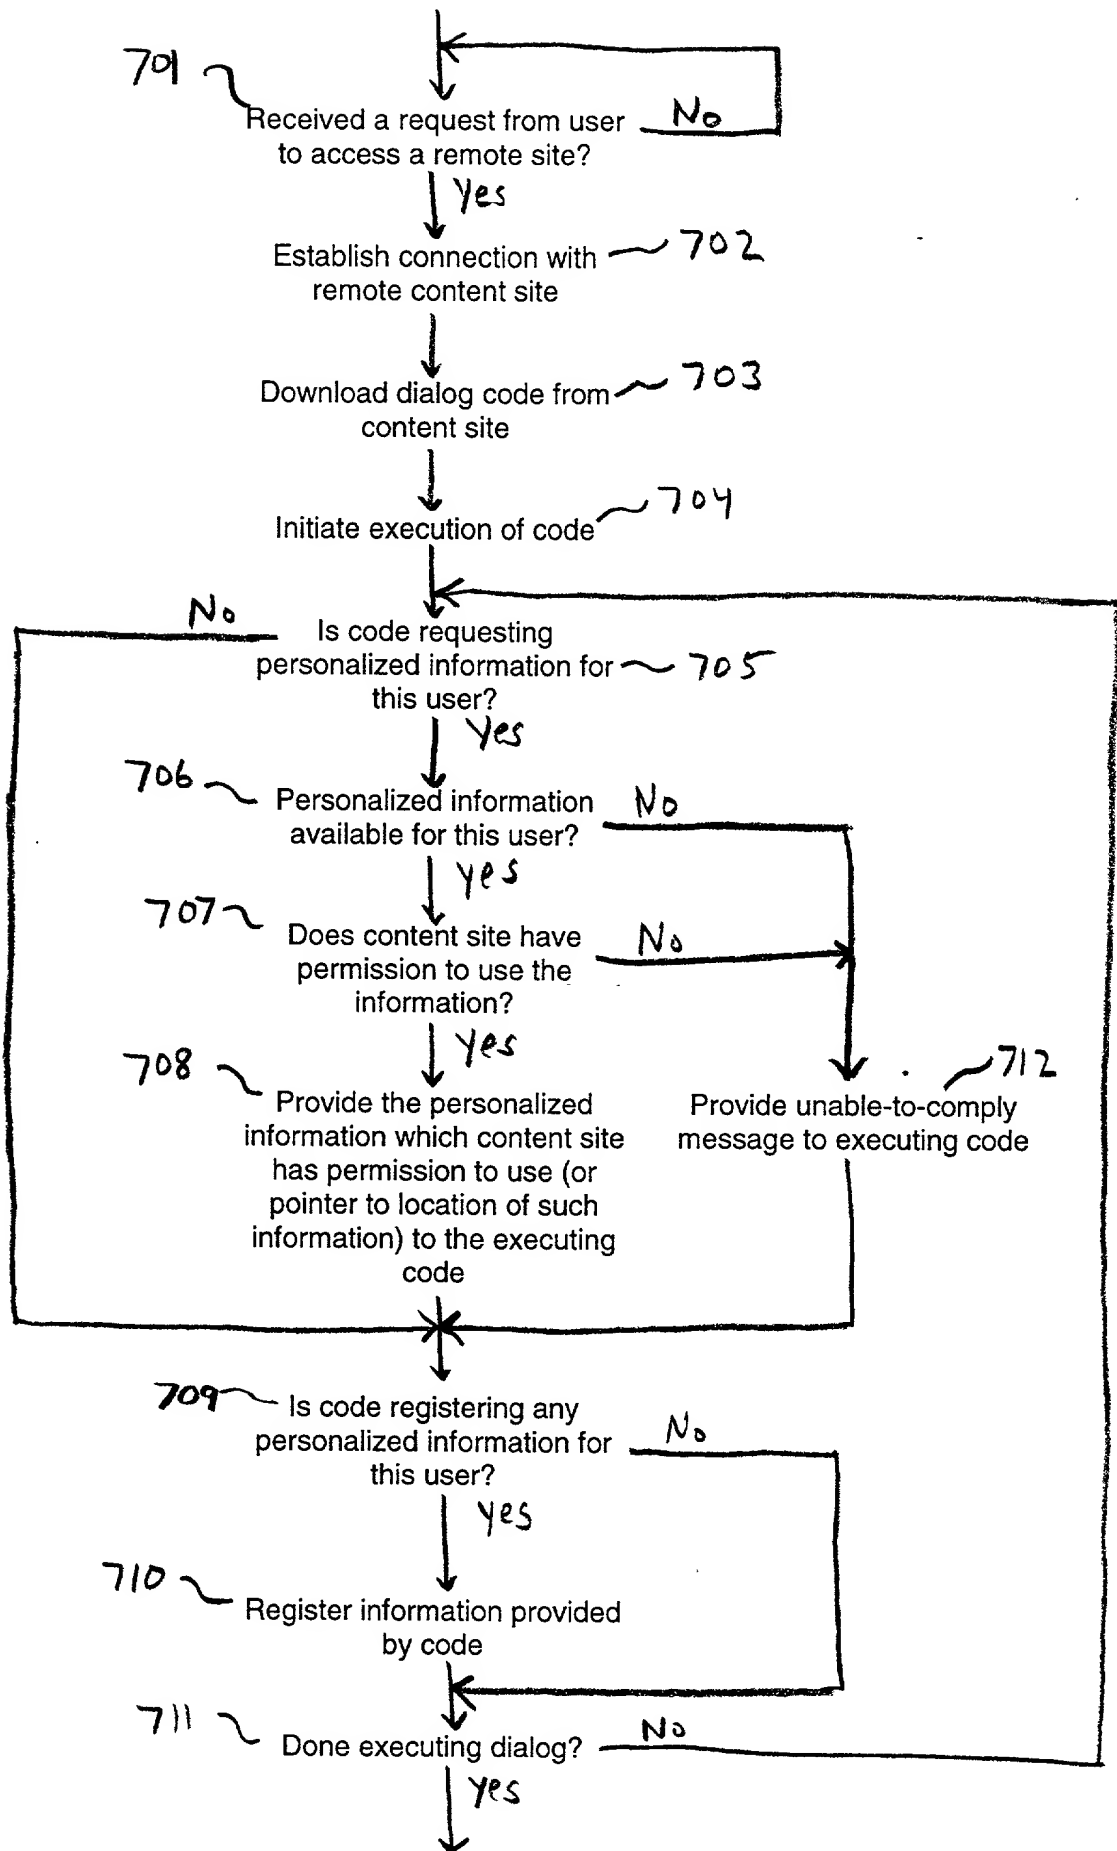 701
Received a request from user
to access a remote site?
No
Yes
Establish connection with
remote content site
702
Download dialog code from
content site
703
Initiate execution of code
704
No
Is code requesting
personalized information for
this user?
705
Yes
706
Personalized information
available for this user?
No
yes
707
Does content site have
permission to use the
information?
No
Yes
708
Provide the personalized
information which content site
has permission to use (or
pointer to location of such
information) to the executing
code
712
Provide unable-to-comply
message to executing code
709
Is code registering any
personalized information for
this user?
No
yes
710
Register information provided
by code
711
Done executing dialog?
No
yes